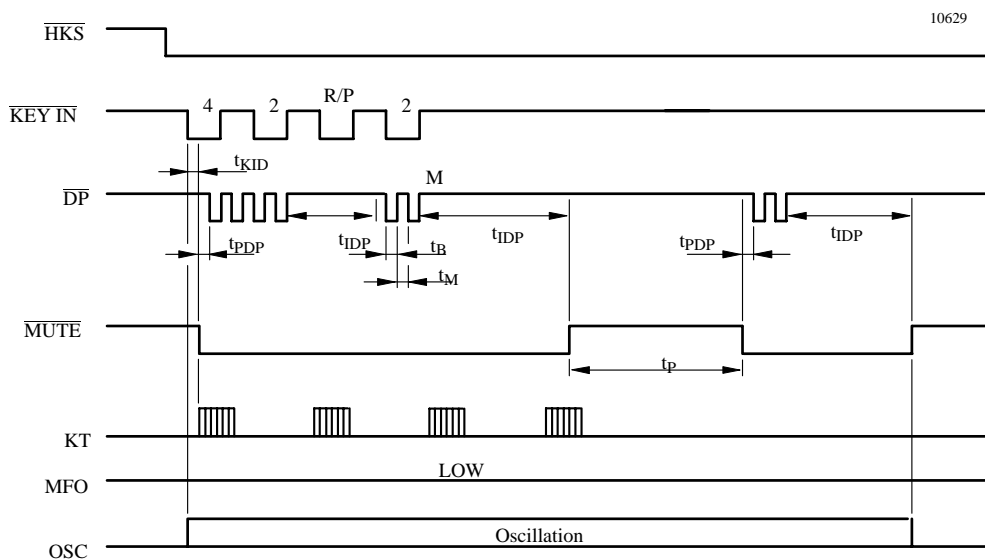 10629
HKS
KEY IN
4
2
R/P
2
tKID
DP
M
tPDP
tIDP
tB
tIDP
tPDP
tIDP
tM
MUTE
tP
KT
MFO
LOW
OSC
Oscillation